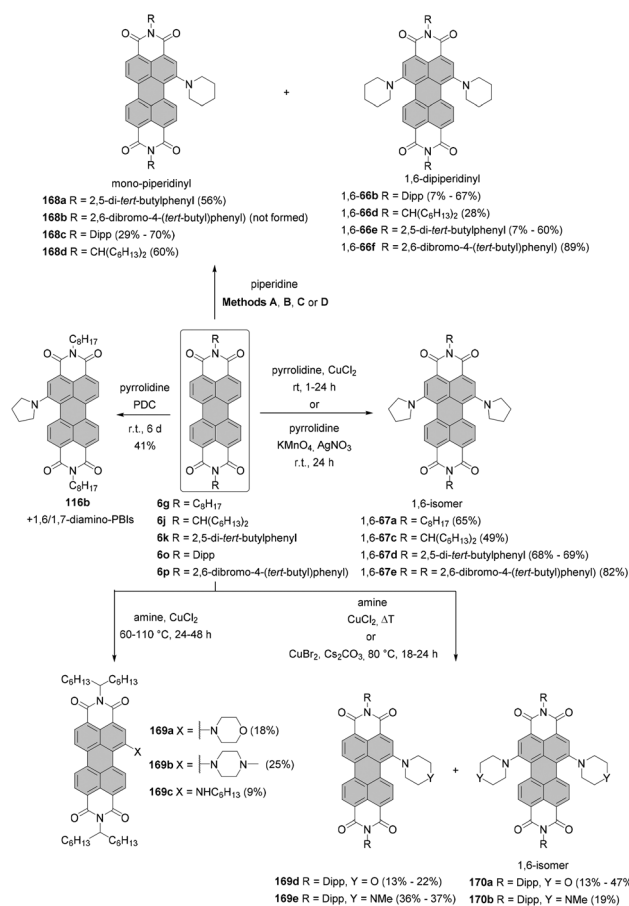 R
R
O
N
O
O
N
O
N
N
N
+
O
N
O
O
N
O
R
R
mono-piperidinyl
1,6-dipiperidinyl
168a R = 2,5-di-tert-butylphenyl (56%)
168b R = 2,6-dibromo-4-(tert-butyl)phenyl) (not formed)
168c R = Dipp (29% - 70%)
168d R = CH(C6H13)2 (60%)
1,6-66b R = Dipp (7% - 67%)
1,6-66d R = CH(C6H13)2 (28%)
1,6-66e R = 2,5-di-tert-butylphenyl (7% - 60%)
1,6-66f R = 2,6-dibromo-4-(tert-butyl)phenyl (89%)
piperidine
Methods A, B, C or D
C8H17
O
N
O
N
O
N
O
C8H17
116b
+1,6/1,7-diamino-PBIs
pyrrolidine
PDC
r.t., 6 d
41%
R
O
N
O
O
N
O
R
6g R = C8H17
6j R = CH(C6H13)2
6k R = 2,5-di-tert-butylphenyl
6o R = Dipp
6p R = 2,6-dibromo-4-(tert-butyl)phenyl)
pyrrolidine, CuCl2
rt, 1-24 h
or
pyrrolidine
KMnO4, AgNO3
r.t., 24 h
R
O
N
O
N
N
O
N
O
R
1,6-isomer
1,6-67a R = C8H17 (65%)
1,6-67c R = CH(C6H13)2 (49%)
1,6-67d R = 2,5-di-tert-butylphenyl (68% - 69%)
1,6-67e R = R = 2,6-dibromo-4-(tert-butyl)phenyl) (82%)
amine, CuCl2
60-110 °C, 24-48 h
amine
CuCl2, ΔT
or
CuBr2, Cs2CO3, 80 °C, 18-24 h
C6H13
C6H13
O
N
O
X
O
N
O
C6H13
C6H13
169a X =
N
O (18%)
169b X =
N
N
(25%)
169c X = NHC6H13 (9%)
R
O
N
O
N
Y
O
N
O
R
+
R
O
N
O
Y
N
N
Y
O
N
O
R
1,6-isomer
169d R = Dipp, Y = O (13% - 22%)
169e R = Dipp, Y = NMe (36% - 37%)
170a R = Dipp, Y = O (13% - 47%
170b R = Dipp, Y = NMe (19%)